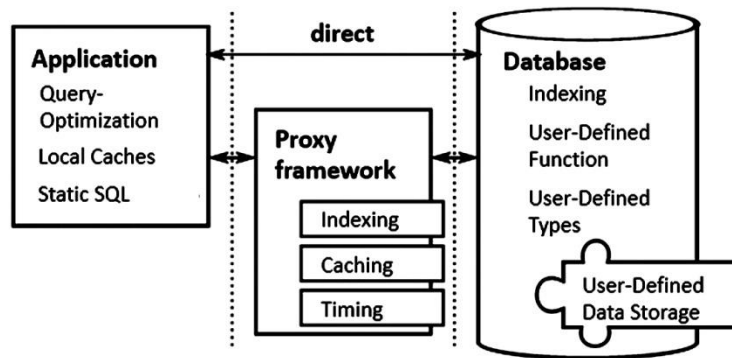 direct
Application
Query-
Optimization
Local Caches
Static SQL
Proxy
framework
Indexing
Caching
Timing
Database
Indexing
User-Defined
Function
User-Defined
Types
User-Defined
Data Storage